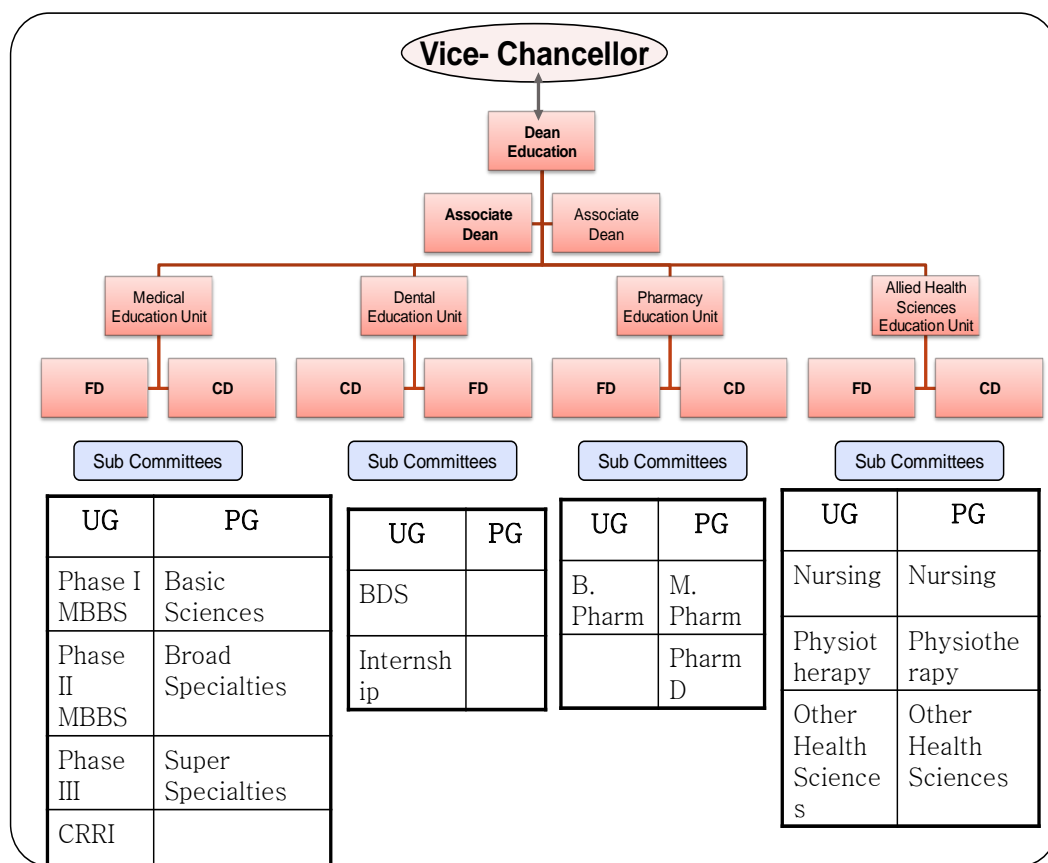 Vice- Chancellor
Dean
Education
Associate
Dean
Associate
Dean
Medical
Education Unit
Dental
Education Unit
Pharmacy
Education Unit
Allied Health
Sciences
Education Unit
FD
CD
CD
FD
FD
CD
FD
CD
Sub Committees
Sub Committees
Sub Committees
Sub Committees
UG
PG
Phase I
MBBS
Basic
Sciences
Phase
II
MBBS
Broad
Specialties
Phase
III
Super
Specialties
CRRI
UG
PG
BDS
Internsh
ip
UG
PG
B.
Pharm
M.
Pharm
Pharm
D
UG
PG
Nursing
Nursing
Physiot
herapy
Physiothe
rapy
Other
Health
Science
s
Other
Health
Sciences